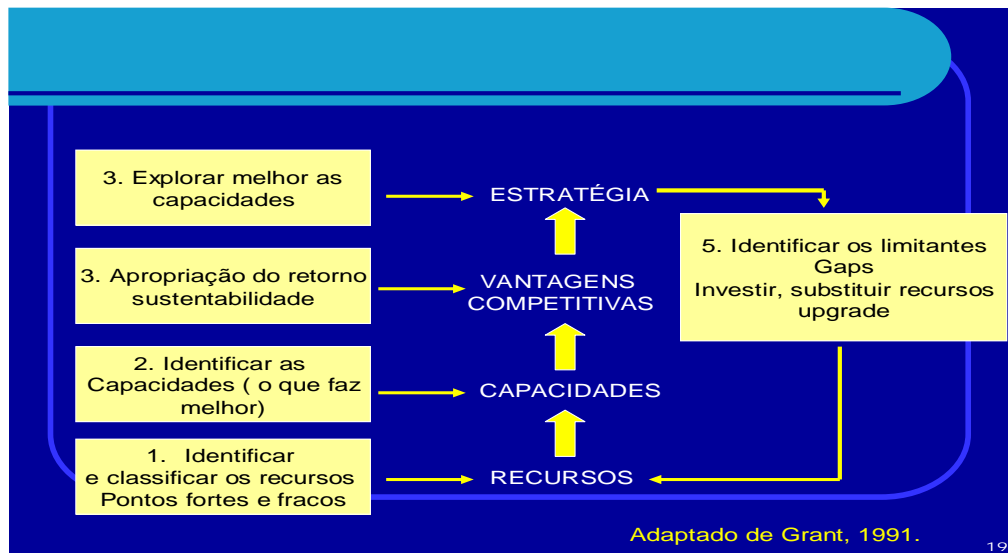 3. Explorar melhor as
capacidades
ESTRATÉGIA
5. Identificar os limitantes
Gaps
Investir, substituir recursos
upgrade
3. Apropriação do retorno
sustentabilidade
VANTAGENS
COMPETITIVAS
2. Identificar as
Capacidades ( o que faz
melhor)
CAPACIDADES
1. Identificar
e classificar os recursos
Pontos fortes e fracos
RECURSOS
Adaptado de Grant, 1991.
19